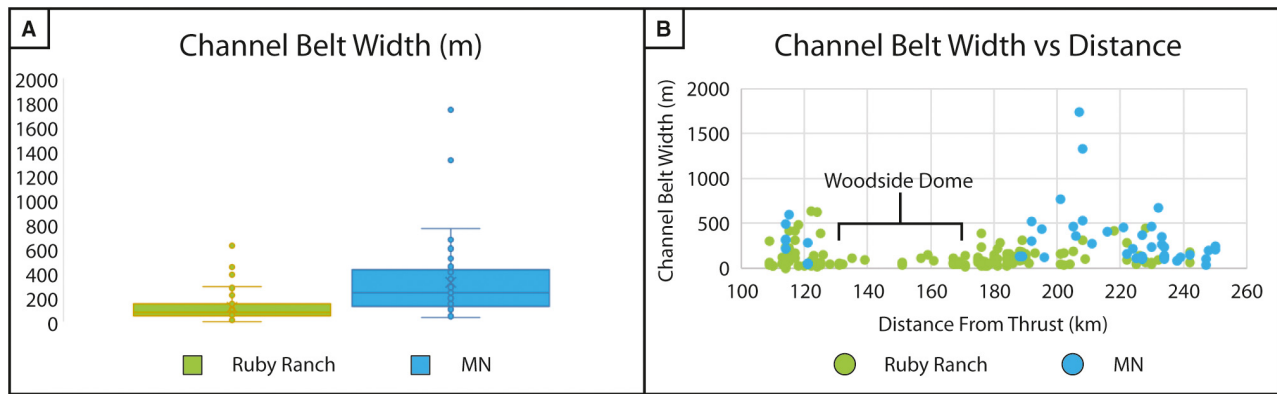 A
Channel Belt Width (m)
2000
1800
1600
1400
1200
1000
800
600
400
200
0
Ruby Ranch
MN
B
Channel Belt Width vs Distance
Channel Belt Width (m)
2000
1500
1000
500
0
Woodside Dome
100 120 140 160 180 200 220 240 260
Distance From Thrust (km)
Ruby Ranch
MN